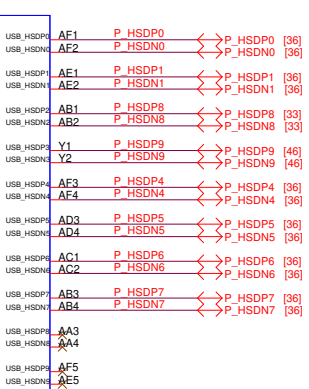 USB_HSDP0 AF1 P_HSDP0 P_HSDP0 [36]
USB_HSDN0 AF2 P_HSDN0 P_HSDN0 [36]
USB_HSDP1 AE1 P_HSDP1 P_HSDP1 [36]
USB_HSDN1 AE2 P_HSDN1 P_HSDN1 [36]
USB_HSDP2 AB1 P_HSDP8 P_HSDP8 [33]
USB_HSDN2 AB2 P_HSDN8 P_HSDN8 [33]
USB_HSDP3 Y1 P_HSDP9 P_HSDP9 [46]
USB_HSDN3 Y2 P_HSDN9 P_HSDN9 [46]
USB_HSDP4 AF3 P_HSDP4 P_HSDP4 [36]
USB_HSDN4 AF4 P_HSDN4 P_HSDN4 [36]
USB_HSDP5 AD3 P_HSDP5 P_HSDP5 [36]
USB_HSDN5 AD4 P_HSDN5 P_HSDN5 [36]
USB_HSDP6 AC1 P_HSDP6 P_HSDP6 [36]
USB_HSDN6 AC2 P_HSDN6 P_HSDN6 [36]
USB_HSDP7 AB3 P_HSDP7 P_HSDP7 [36]
USB_HSDN7 AB4 P_HSDN7 P_HSDN7 [36]
USB_HSDP8 AA3
USB_HSDN8 AA4
USB_HSDP9 AF5
USB_HSDN9 AE5